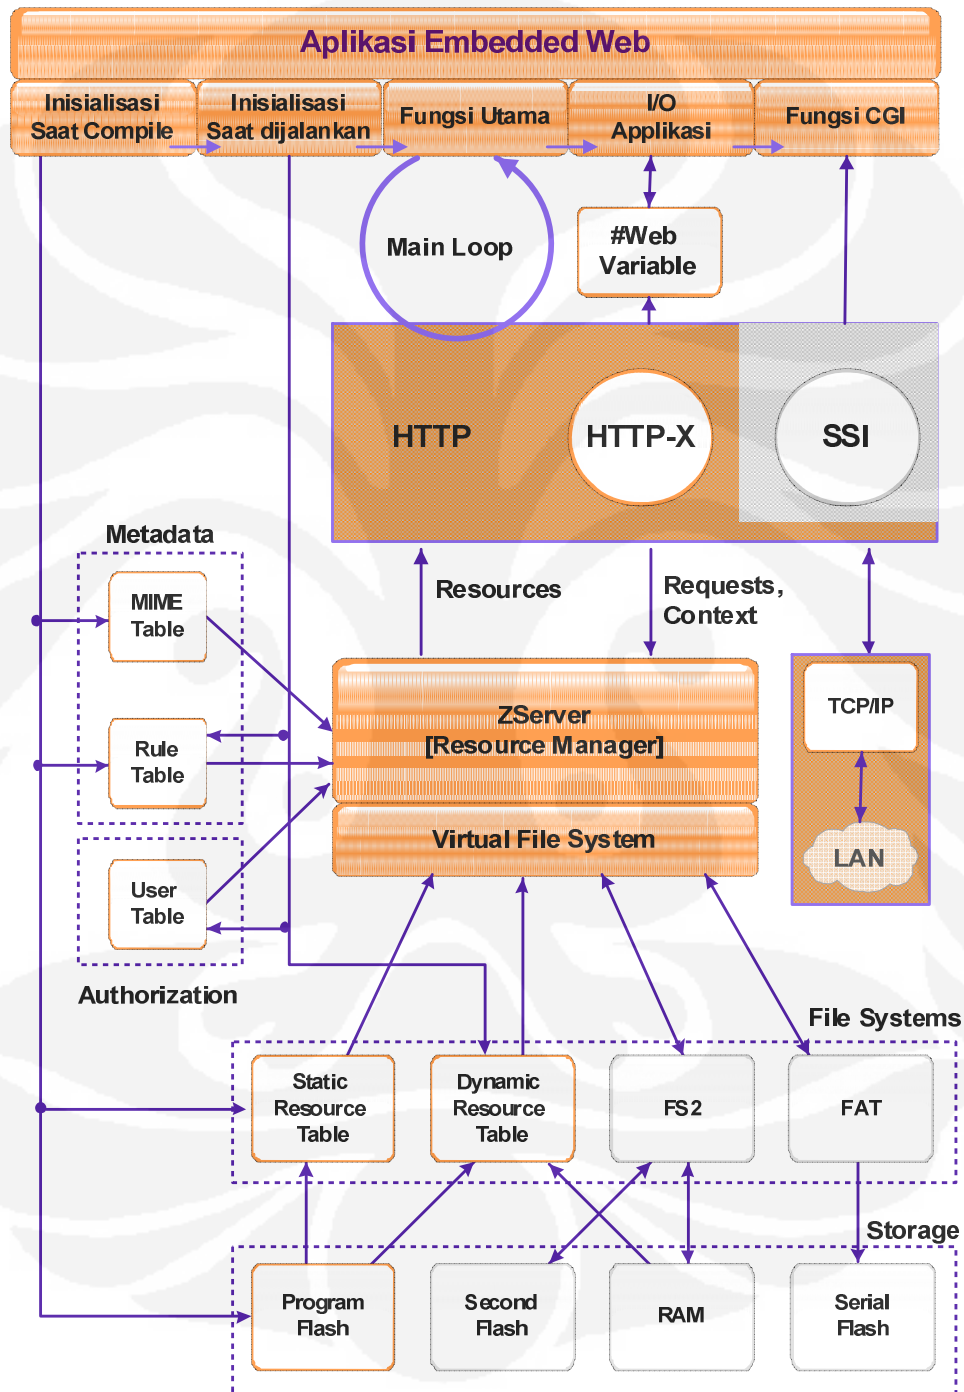 Aplikasi Embedded Web
Inisialisasi
Saat Compile
Inisialisasi
Saat dijalankan
Fungsi Utama
I/O
Applikasi
Fungsi CGI
Main Loop
#Web
Variable
HTTP
HTTP-X
SSI
Metadata
MIME
Table
Resources
Requests,
Context
Rule
Table
ZServer
[Resource Manager]
TCP/IP
Virtual File System
LAN
User
Table
Authorization
File Systems
Static
Resource
Table
Dynamic
Resource
Table
FS2
FAT
Storage
Program
Flash
Second
Flash
RAM
Serial
Flash